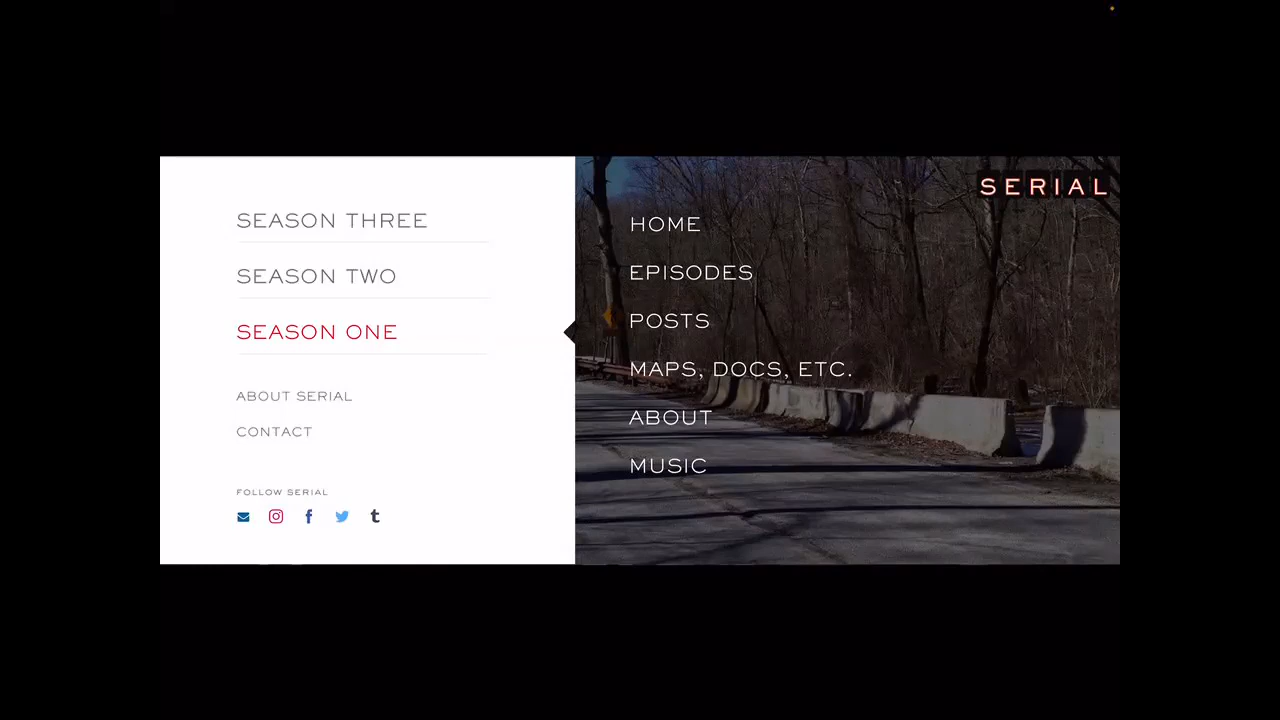 SEASON THREE
SEASON TWO
SEASON ONE
ABOUT SERIAL
CONTACT
FOLLOW SERIAL
SERIAL
HOME
EPISODES
POSTS
MAPS, DOCS, ETC.
ABOUT
MUSIC